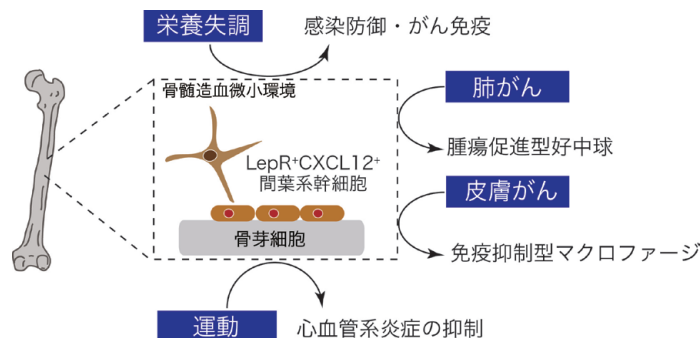 栄養失調
感染防御・がん免疫
骨髄造血微小環境
LepR⁺CXCL12⁺
間葉系幹細胞
骨芽細胞
肺がん
腫瘍促進型好中球
皮膚がん
免疫抑制型マクロファージ
運動
心血管系炎症の抑制